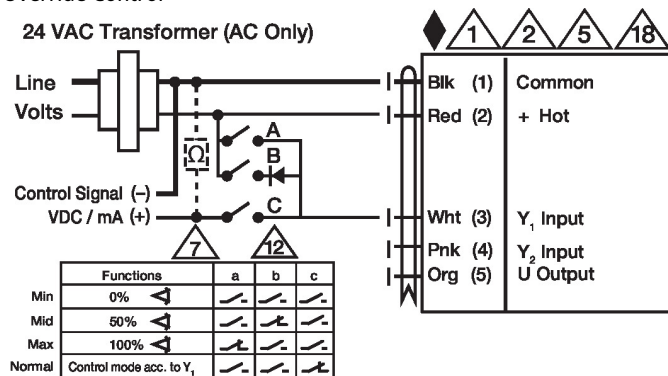 24 VAC Transformer (AC Only)
1 2 5 18
Line
Volts
Blk (1) Common
Red (2) + Hot
A
B
C
Ω
Control Signal (–)
VDC / mA (+)
Wht (3) Y₁ Input
Pnk (4) Y₂ Input
Org (5) U Output
7 12
Functions a b c
Min 0%
Mid 50%
Max 100%
Normal Control mode acc. to Y₁